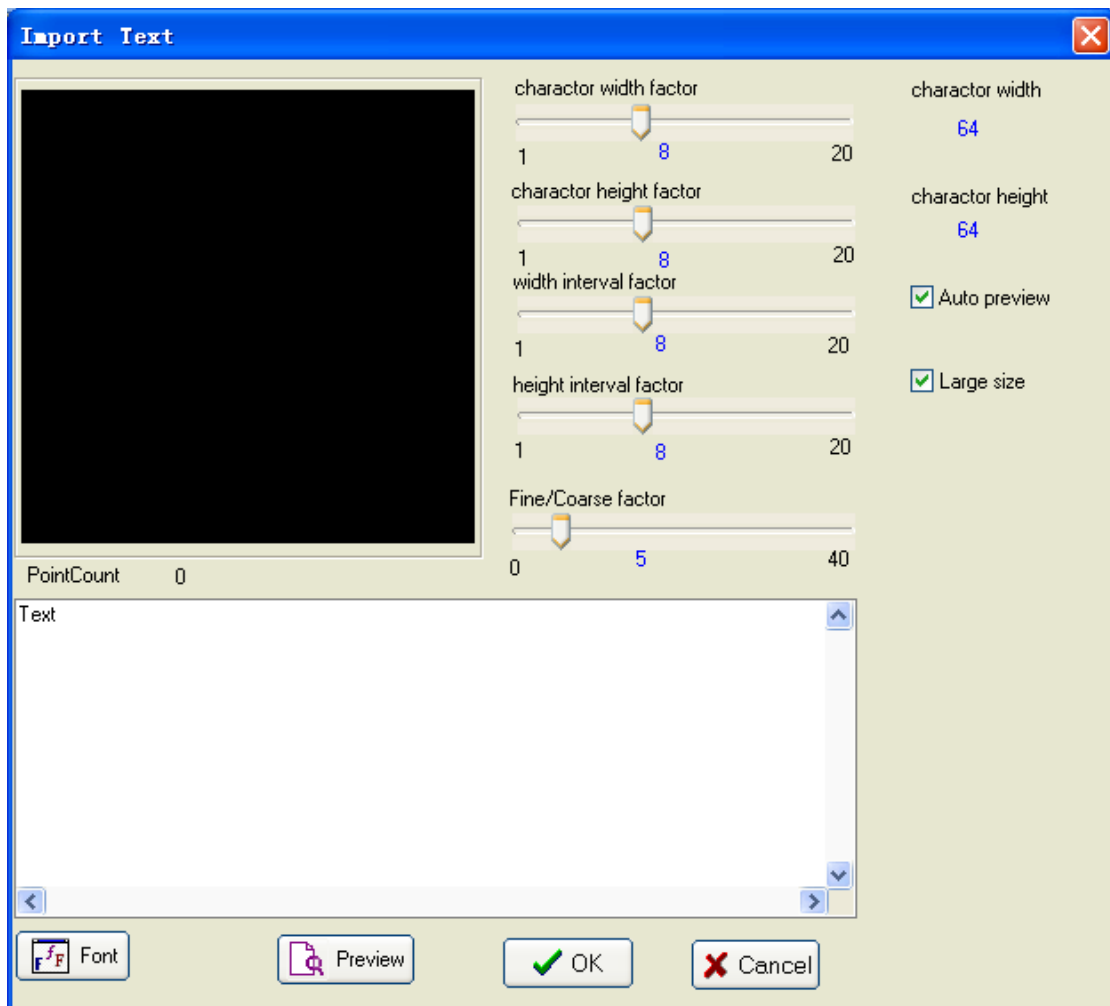 Import Text
charactor width factor
1 8 20
charactor width
64
charactor height factor
1 8 20
charactor height
64
width interval factor
1 8 20
Auto preview
height interval factor
1 8 20
Large size
Fine/Coarse factor
0 5 40
PointCount 0
Text
Font Preview OK Cancel